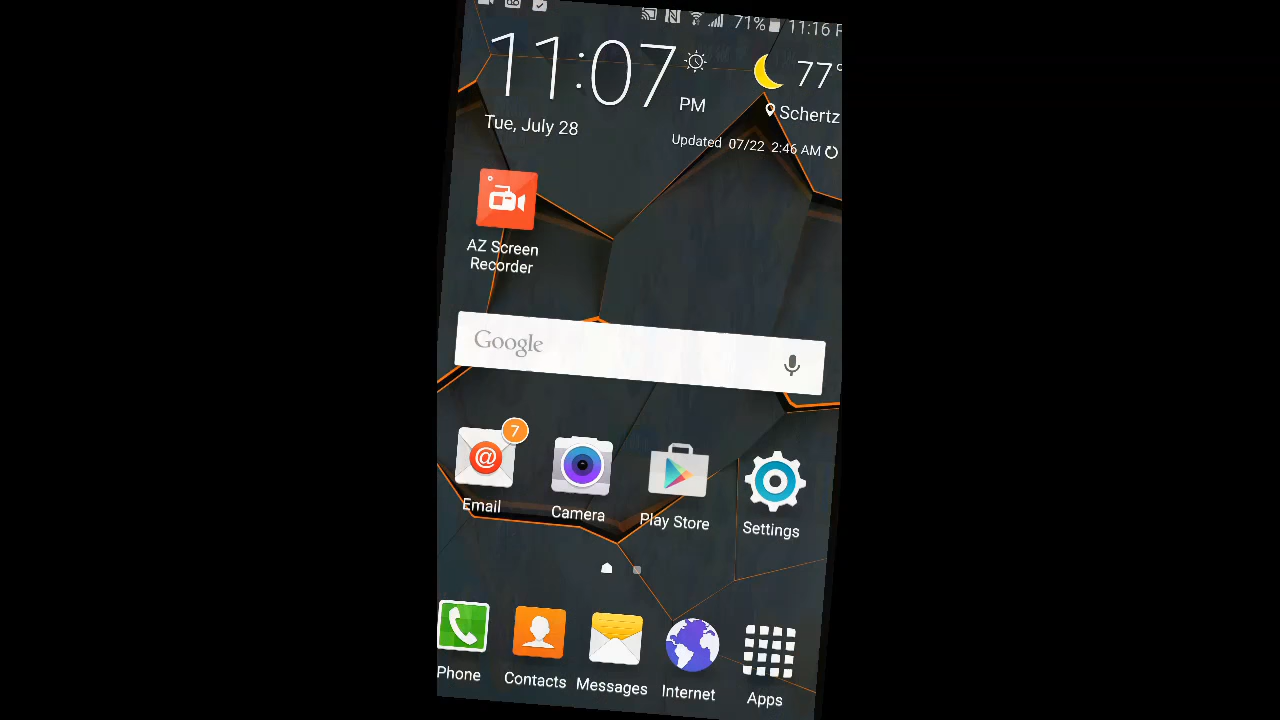 71% 11:16 P
11:07 PM
77°
Schertz
Tue, July 28
Updated 07/22 2:46 AM
AZ Screen
Recorder
Google
7
@
Email
Camera
Play Store
Settings
Phone
Contacts
Messages
Internet
Apps